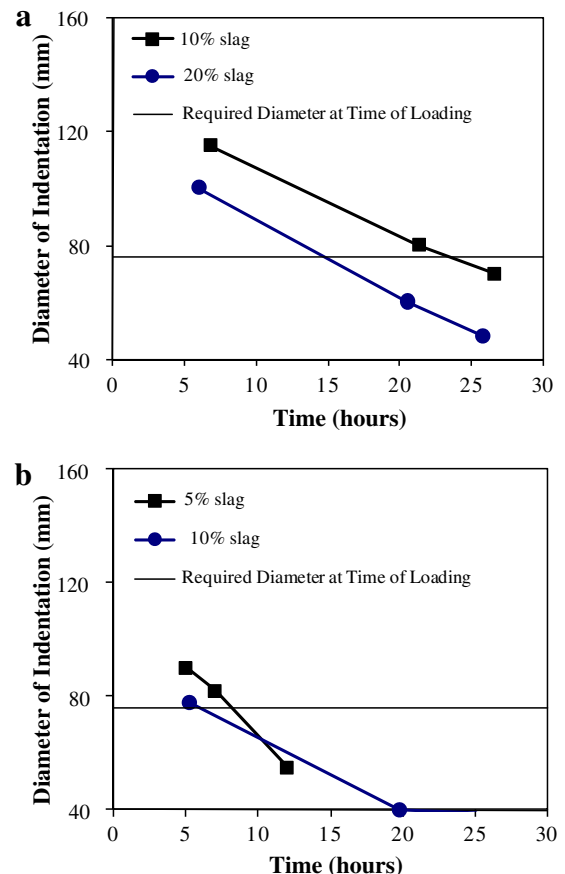 a
160
120
80
40
0 5 10 15 20 25 30
Diameter of Indentation (mm)
Time (hours)
10% slag
20% slag
Required Diameter at Time of Loading
b
160
120
80
40
0 5 10 15 20 25 30
Diameter of Indentation (mm)
Time (hours)
5% slag
10% slag
Required Diameter at Time of Loading